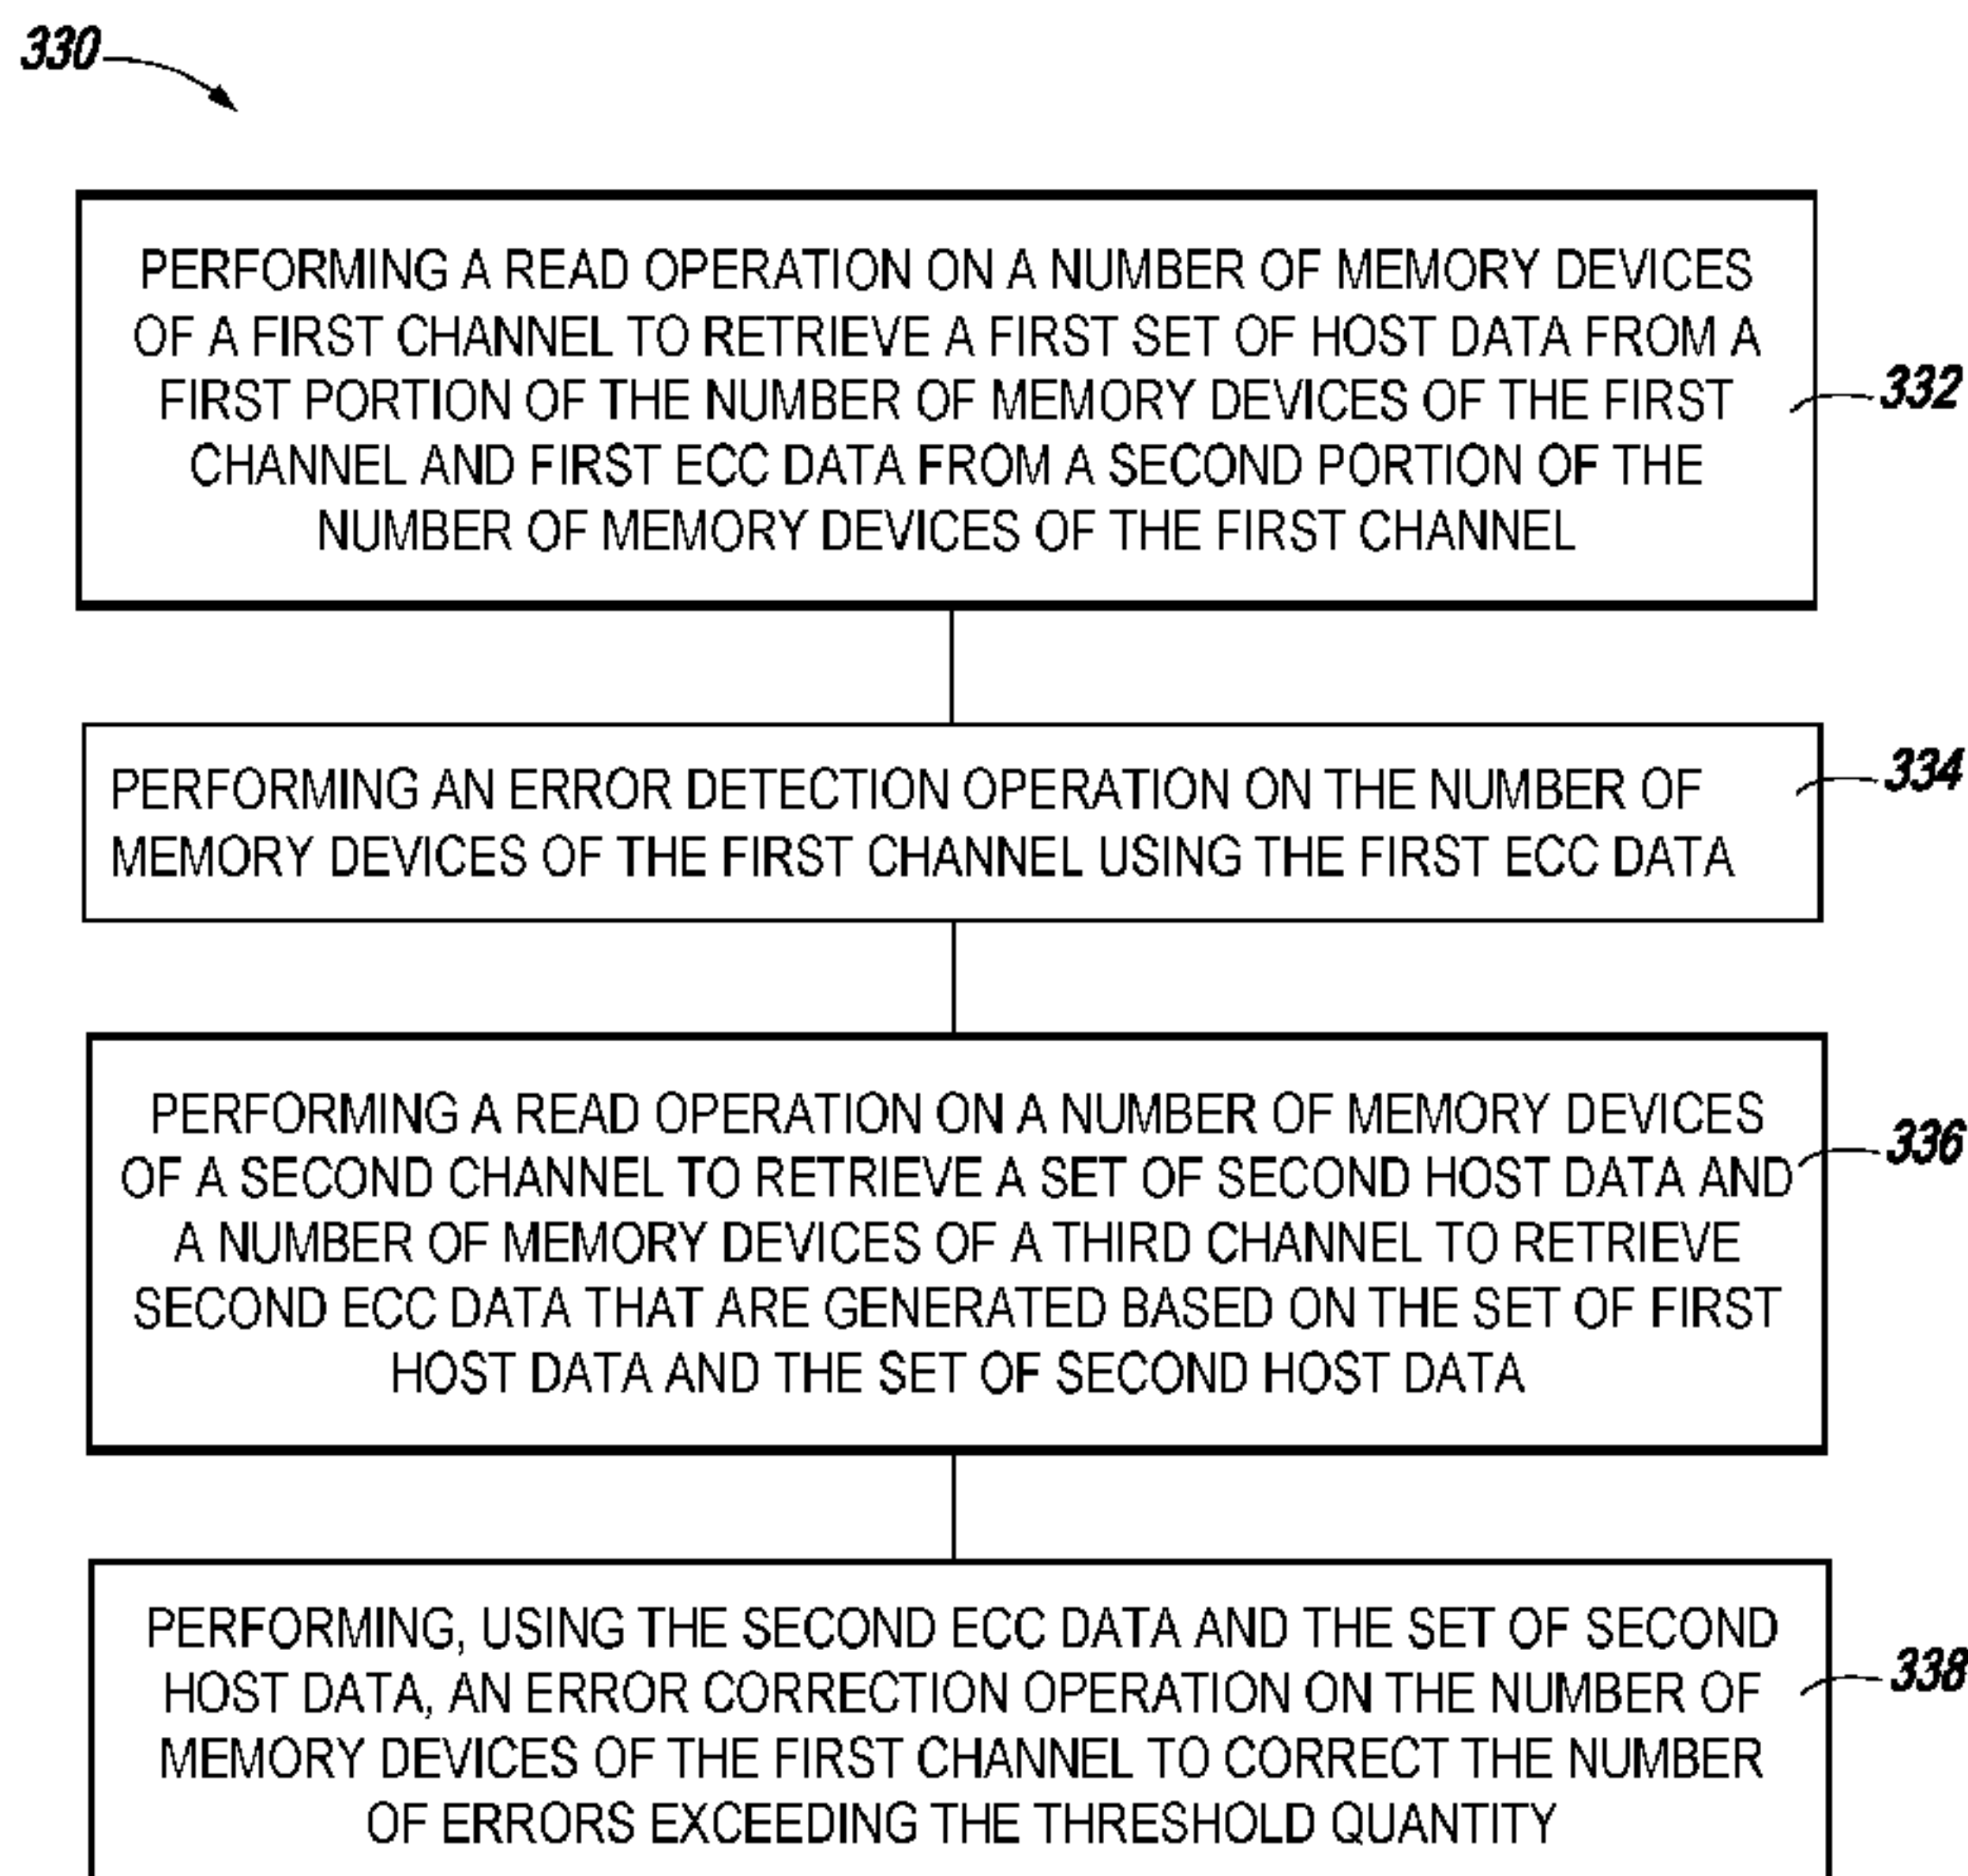 330
PERFORMING A READ OPERATION ON A NUMBER OF MEMORY DEVICES
OF A FIRST CHANNEL TO RETRIEVE A FIRST SET OF HOST DATA FROM A
FIRST PORTION OF THE NUMBER OF MEMORY DEVICES OF THE FIRST
CHANNEL AND FIRST ECC DATA FROM A SECOND PORTION OF THE
NUMBER OF MEMORY DEVICES OF THE FIRST CHANNEL
332
PERFORMING AN ERROR DETECTION OPERATION ON THE NUMBER OF
MEMORY DEVICES OF THE FIRST CHANNEL USING THE FIRST ECC DATA
334
PERFORMING A READ OPERATION ON A NUMBER OF MEMORY DEVICES
OF A SECOND CHANNEL TO RETRIEVE A SET OF SECOND HOST DATA AND
A NUMBER OF MEMORY DEVICES OF A THIRD CHANNEL TO RETRIEVE
SECOND ECC DATA THAT ARE GENERATED BASED ON THE SET OF FIRST
HOST DATA AND THE SET OF SECOND HOST DATA
336
PERFORMING, USING THE SECOND ECC DATA AND THE SET OF SECOND
HOST DATA, AN ERROR CORRECTION OPERATION ON THE NUMBER OF
MEMORY DEVICES OF THE FIRST CHANNEL TO CORRECT THE NUMBER
OF ERRORS EXCEEDING THE THRESHOLD QUANTITY
338